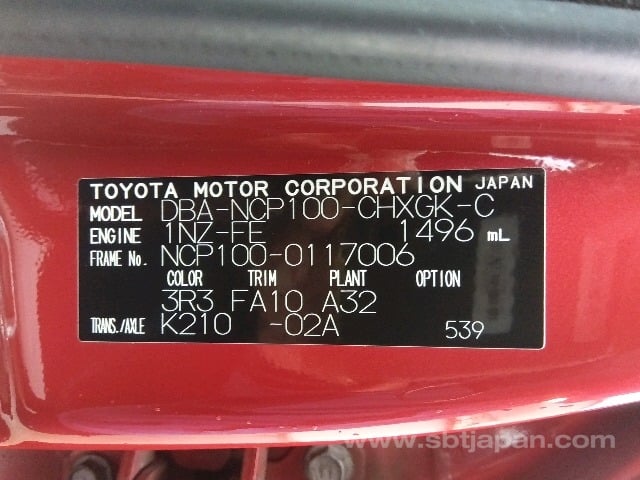 TOYOTA MOTOR CORPORATION JAPAN
MODEL DBA-NCP100-CHXGK-C
ENGINE 1NZ-FE 1496 mL
FRAME No. NCP100-0117006
COLOR TRIM PLANT OPTION
3R3 FA10 A32
TRANS./AXLE K210 -02A 539
www.sbtjapan.com